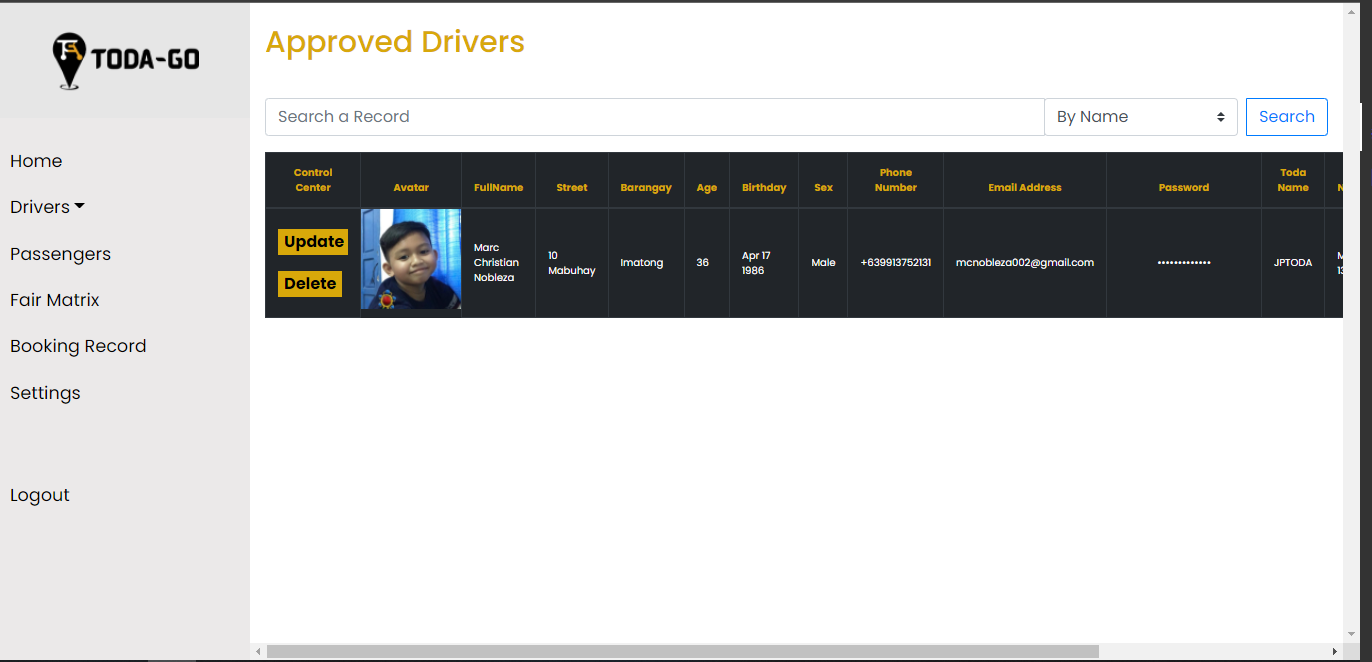 TODA-GO
Home
Drivers
Passengers
Fair Matrix
Booking Record
Settings
Logout
Approved Drivers
Search a Record
By Name
Search
Control
Center
Avatar
FullName
Street
Barangay
Age
Birthday
Sex
Phone
Number
Email Address
Password
Toda
Name
Update
Delete
Marc
Christian
Nobleza
10
Mabuhay
Imatong
36
Apr 17
1986
Male
+639913752131
mcnobleza002@gmail.com
•••••••••••••
JPTODA